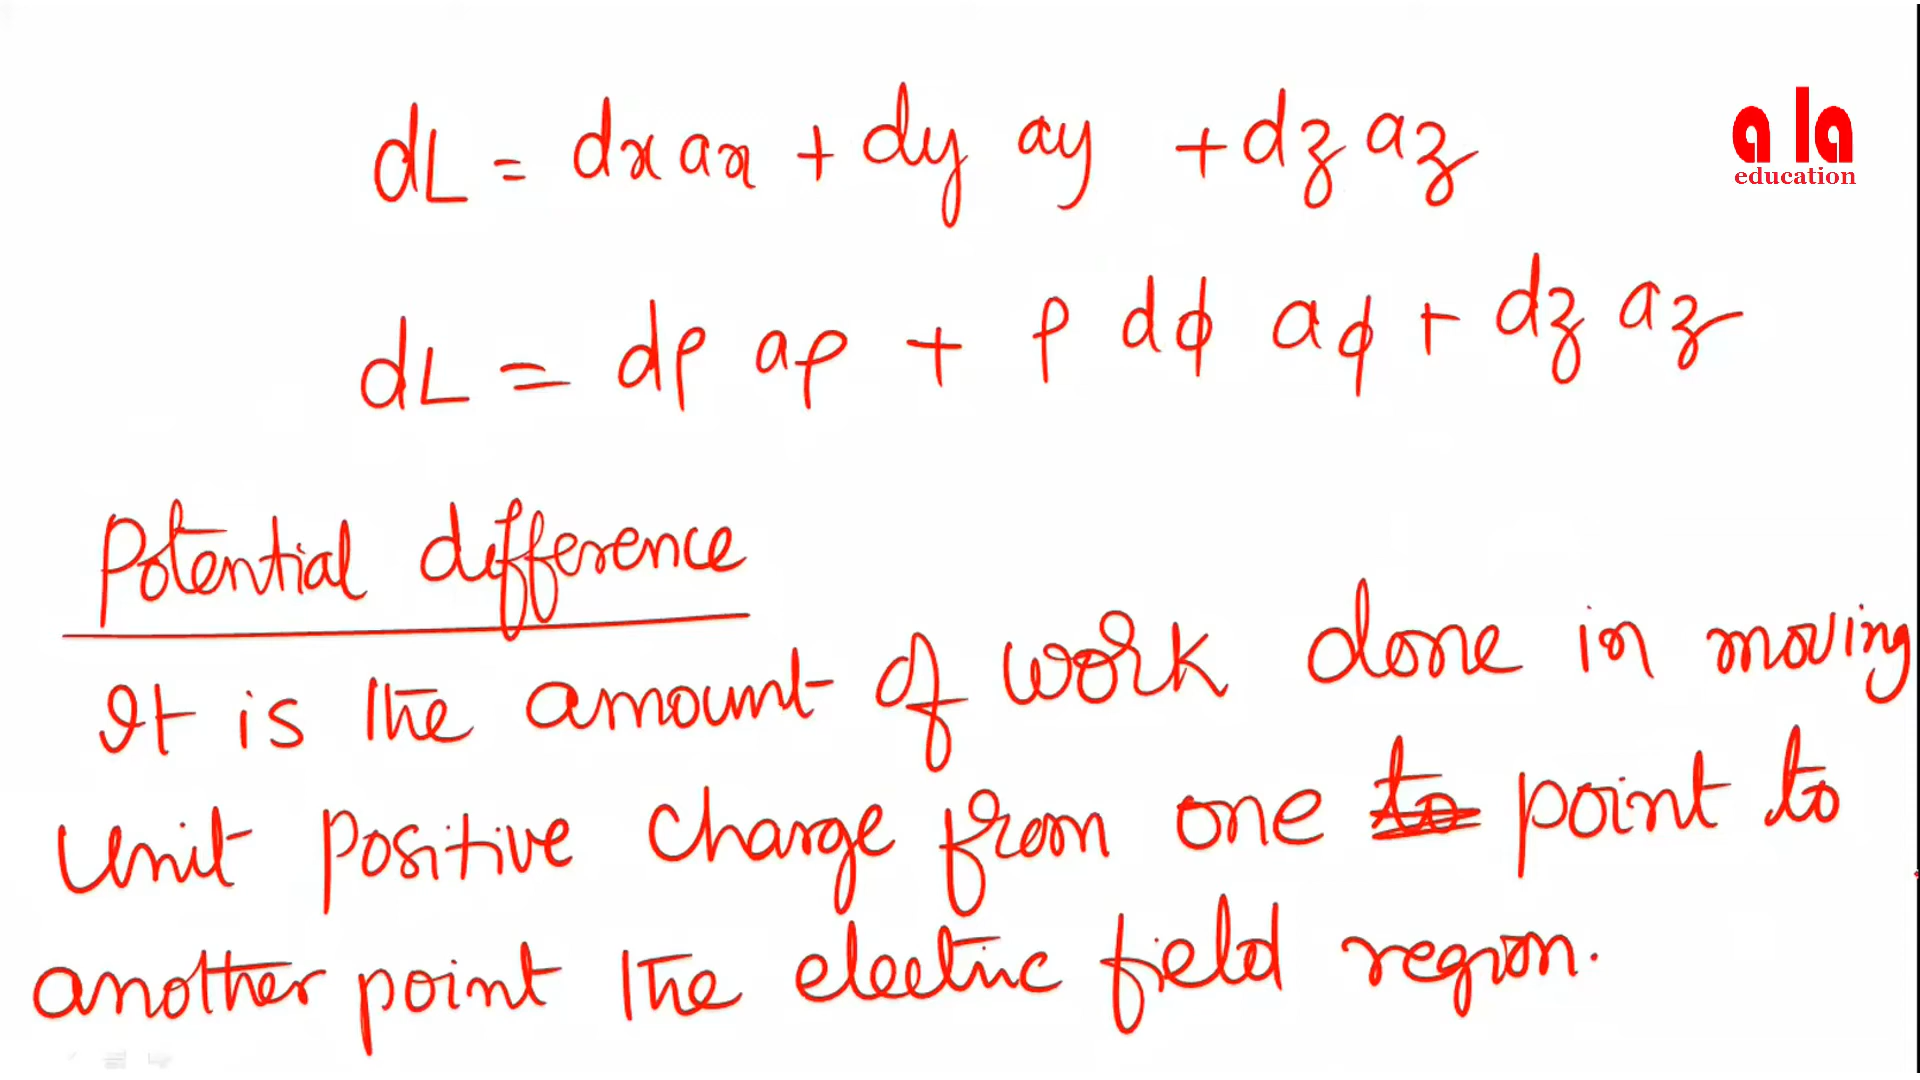 a la
education
dL = dx ax + dy ay + dz az
dL = dρ aρ + ρ dϕ aϕ + dz az
Potential difference
It is the amount of work done in moving
unit positive charge from one to point to
another point the electric field region.